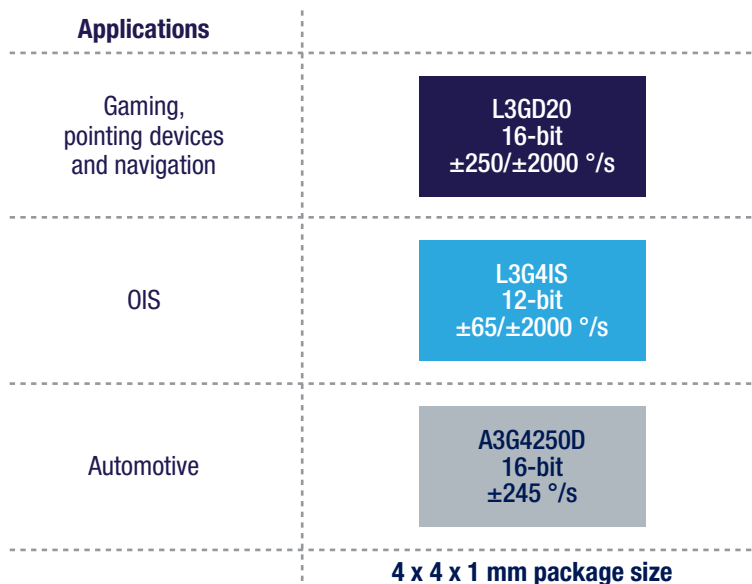 Applications
Gaming,
pointing devices
and navigation
L3GD20
16-bit
±250/±2000 °/s
OIS
L3G4IS
12-bit
±65/±2000 °/s
Automotive
A3G4250D
16-bit
±245 °/s
4 x 4 x 1 mm package size